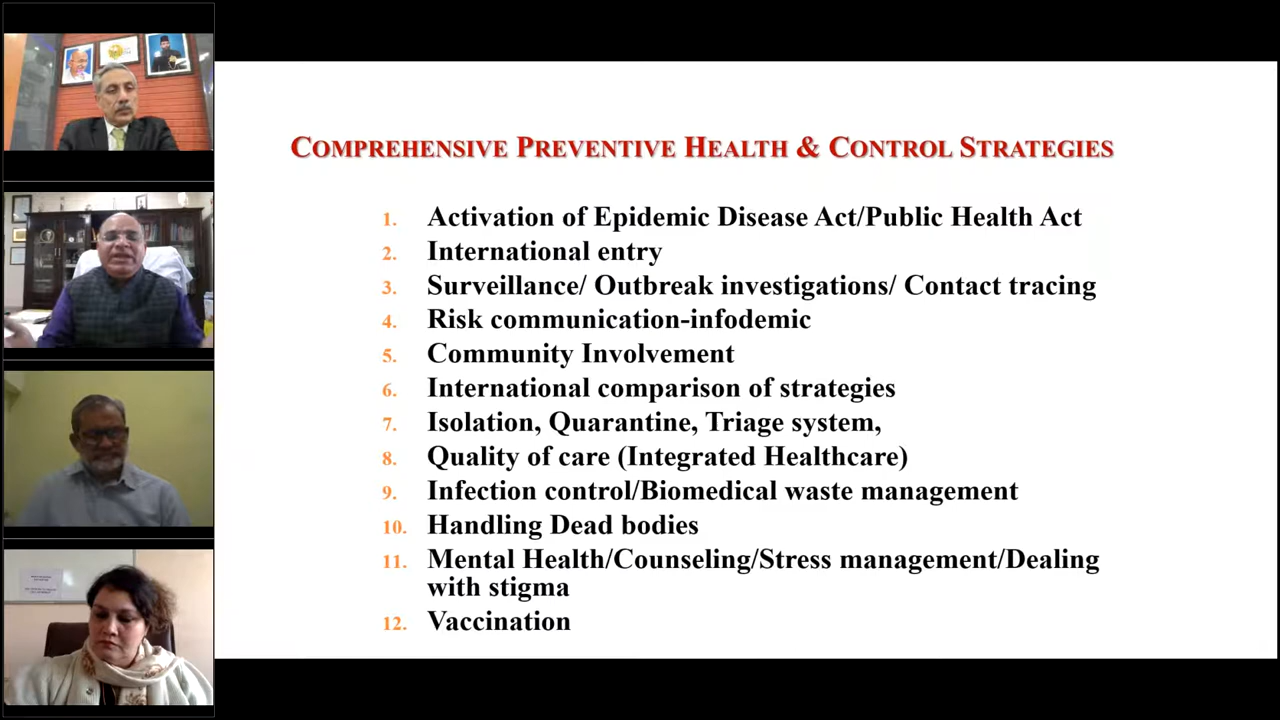 COMPREHENSIVE PREVENTIVE HEALTH & CONTROL STRATEGIES
1. Activation of Epidemic Disease Act/Public Health Act
2. International entry
3. Surveillance/ Outbreak investigations/ Contact tracing
4. Risk communication-infodemic
5. Community Involvement
6. International comparison of strategies
7. Isolation, Quarantine, Triage system,
8. Quality of care (Integrated Healthcare)
9. Infection control/Biomedical waste management
10. Handling Dead bodies
11. Mental Health/Counseling/Stress management/Dealing
with stigma
12. Vaccination